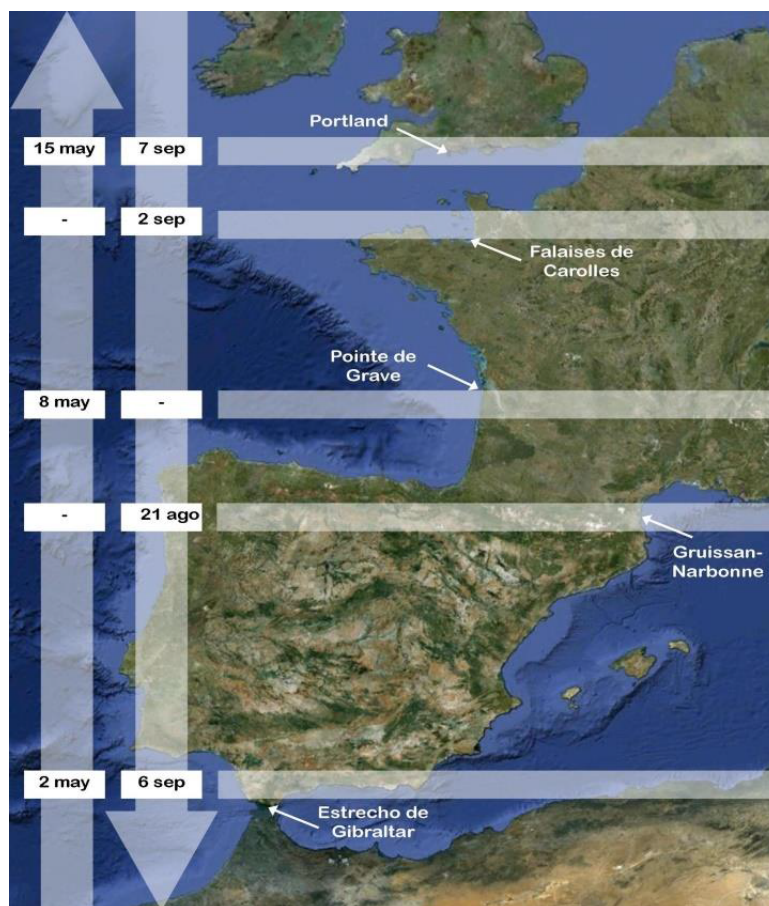 Portland
15 may
7 sep
-
2 sep
Falaises de
Carolles
Pointe de
Grave
8 may
-
-
21 ago
Gruissan-
Narbonne
2 may
6 sep
Estrecho de
Gibraltar